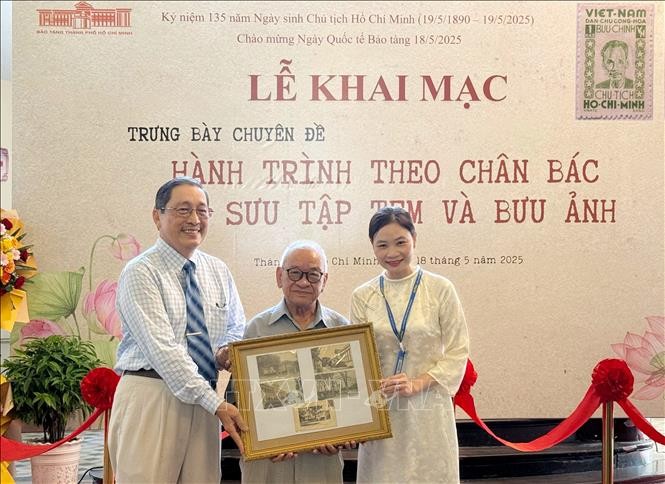 BẢO TÀNG THÀNH PHỐ HỒ CHÍ MINH
Kỷ niệm 135 năm Ngày sinh Chủ tịch Hồ Chí Minh (19/5/1890 - 19/5/2025)
Chào mừng Ngày Quốc tế Bảo tàng 18/5/2025
VIỆT-NAM
DÂN CHỦ CỘNG-HÒA
1 BƯU-CHÍNH
CHỦ-TỊCH
HỒ-CHÍ-MINH
LỄ KHAI MẠC
TRƯNG BÀY CHUYÊN ĐỀ
HÀNH TRÌNH THEO CHÂN BÁC
SƯU TẬP TEM VÀ BƯU ẢNH
Chí Minh 18 tháng 5 năm 2025